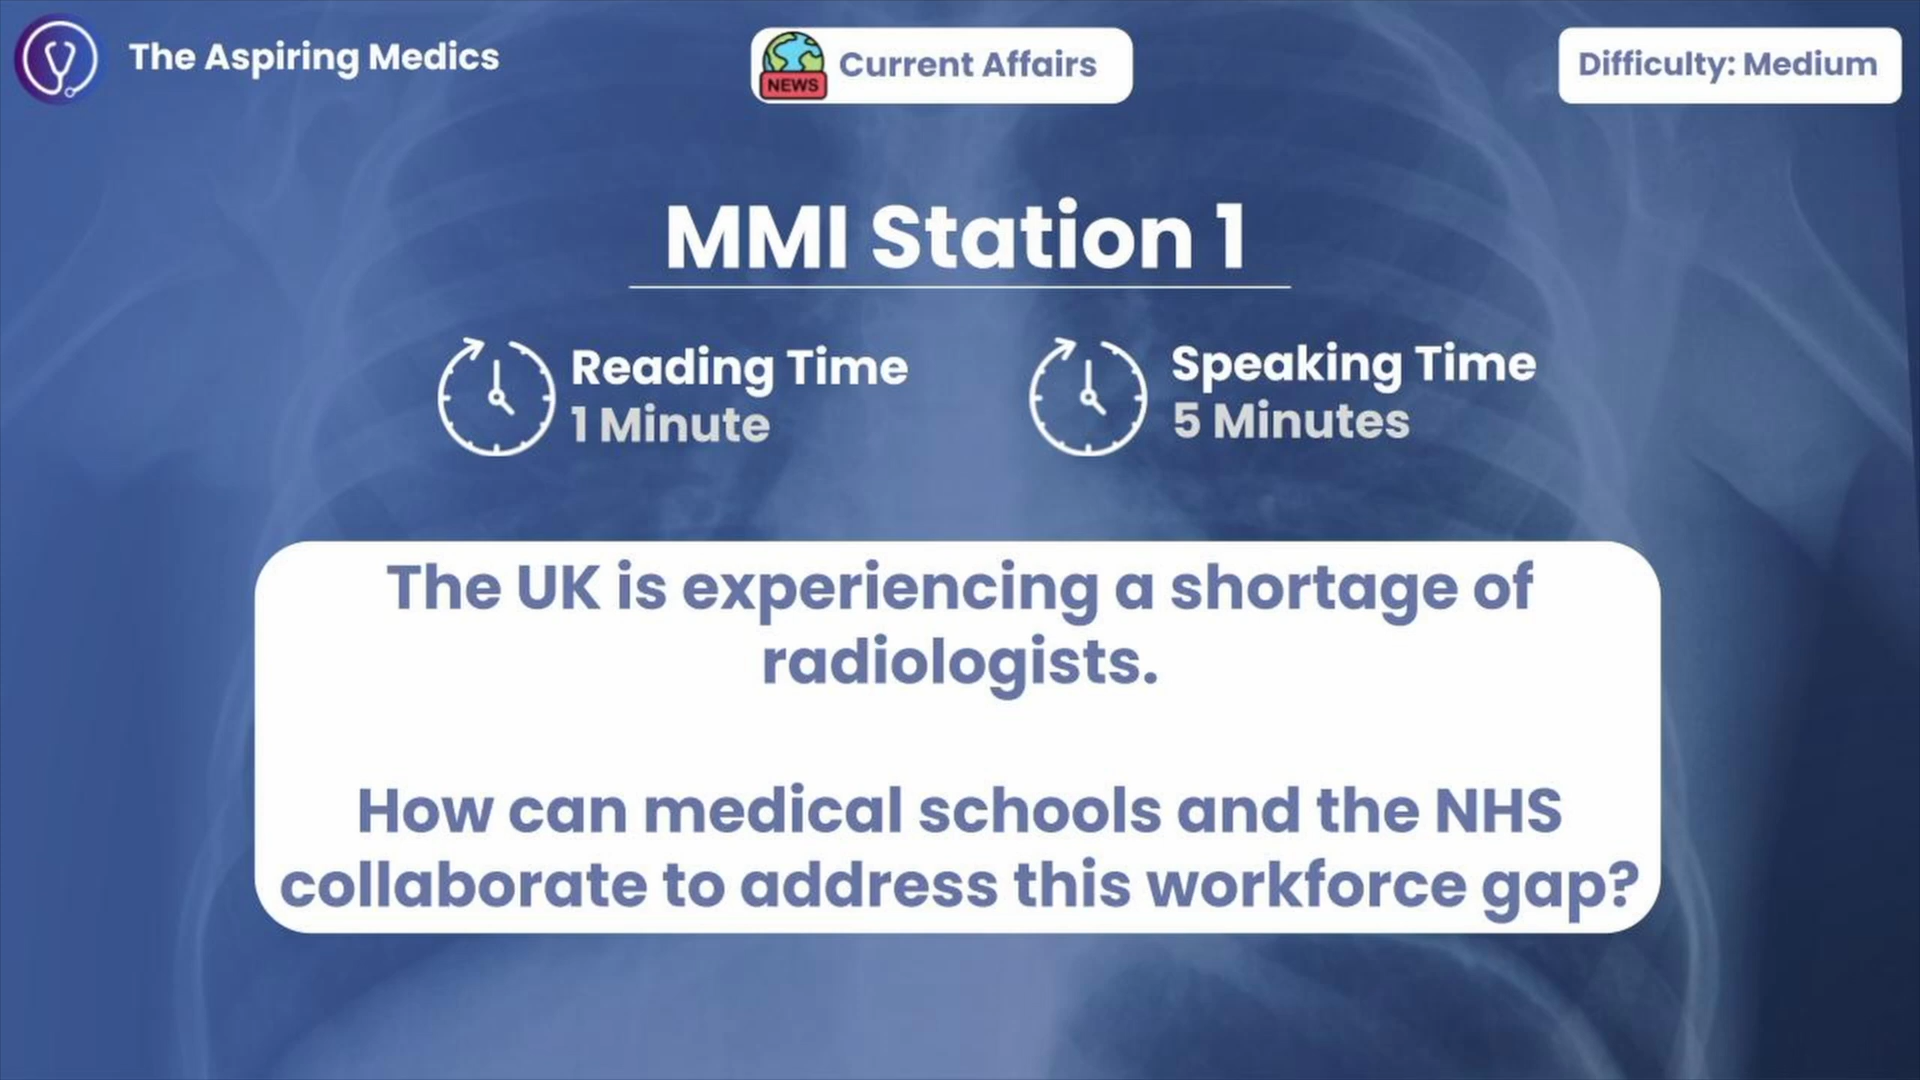 The Aspiring Medics
NEWS
Current Affairs
Difficulty: Medium
MMI Station 1
Reading Time
1 Minute
Speaking Time
5 Minutes
The UK is experiencing a shortage of
radiologists.
How can medical schools and the NHS
collaborate to address this workforce gap?